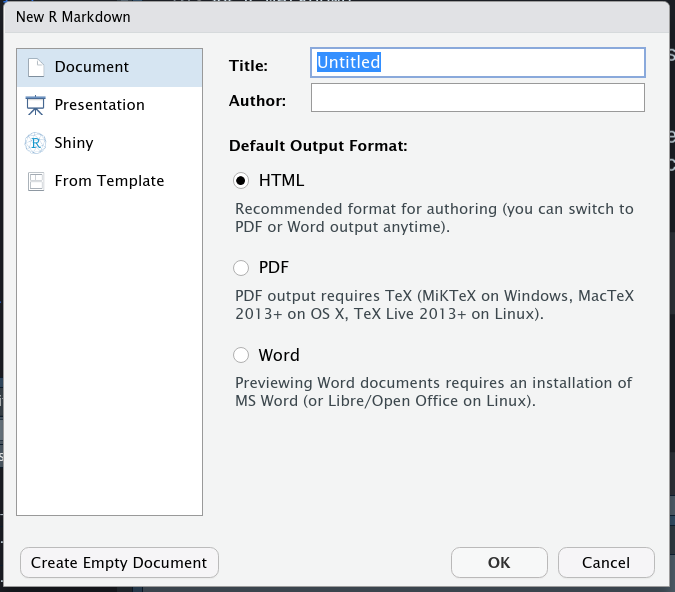 New R Markdown
Document
Presentation
R Shiny
From Template
Title: Untitled
Author:
Default Output Format:
HTML
Recommended format for authoring (you can switch to
PDF or Word output anytime).
PDF
PDF output requires TeX (MiKTeX on Windows, MacTeX
2013+ on OS X, TeX Live 2013+ on Linux).
Word
Previewing Word documents requires an installation of
MS Word (or Libre/Open Office on Linux).
Create Empty Document
OK
Cancel